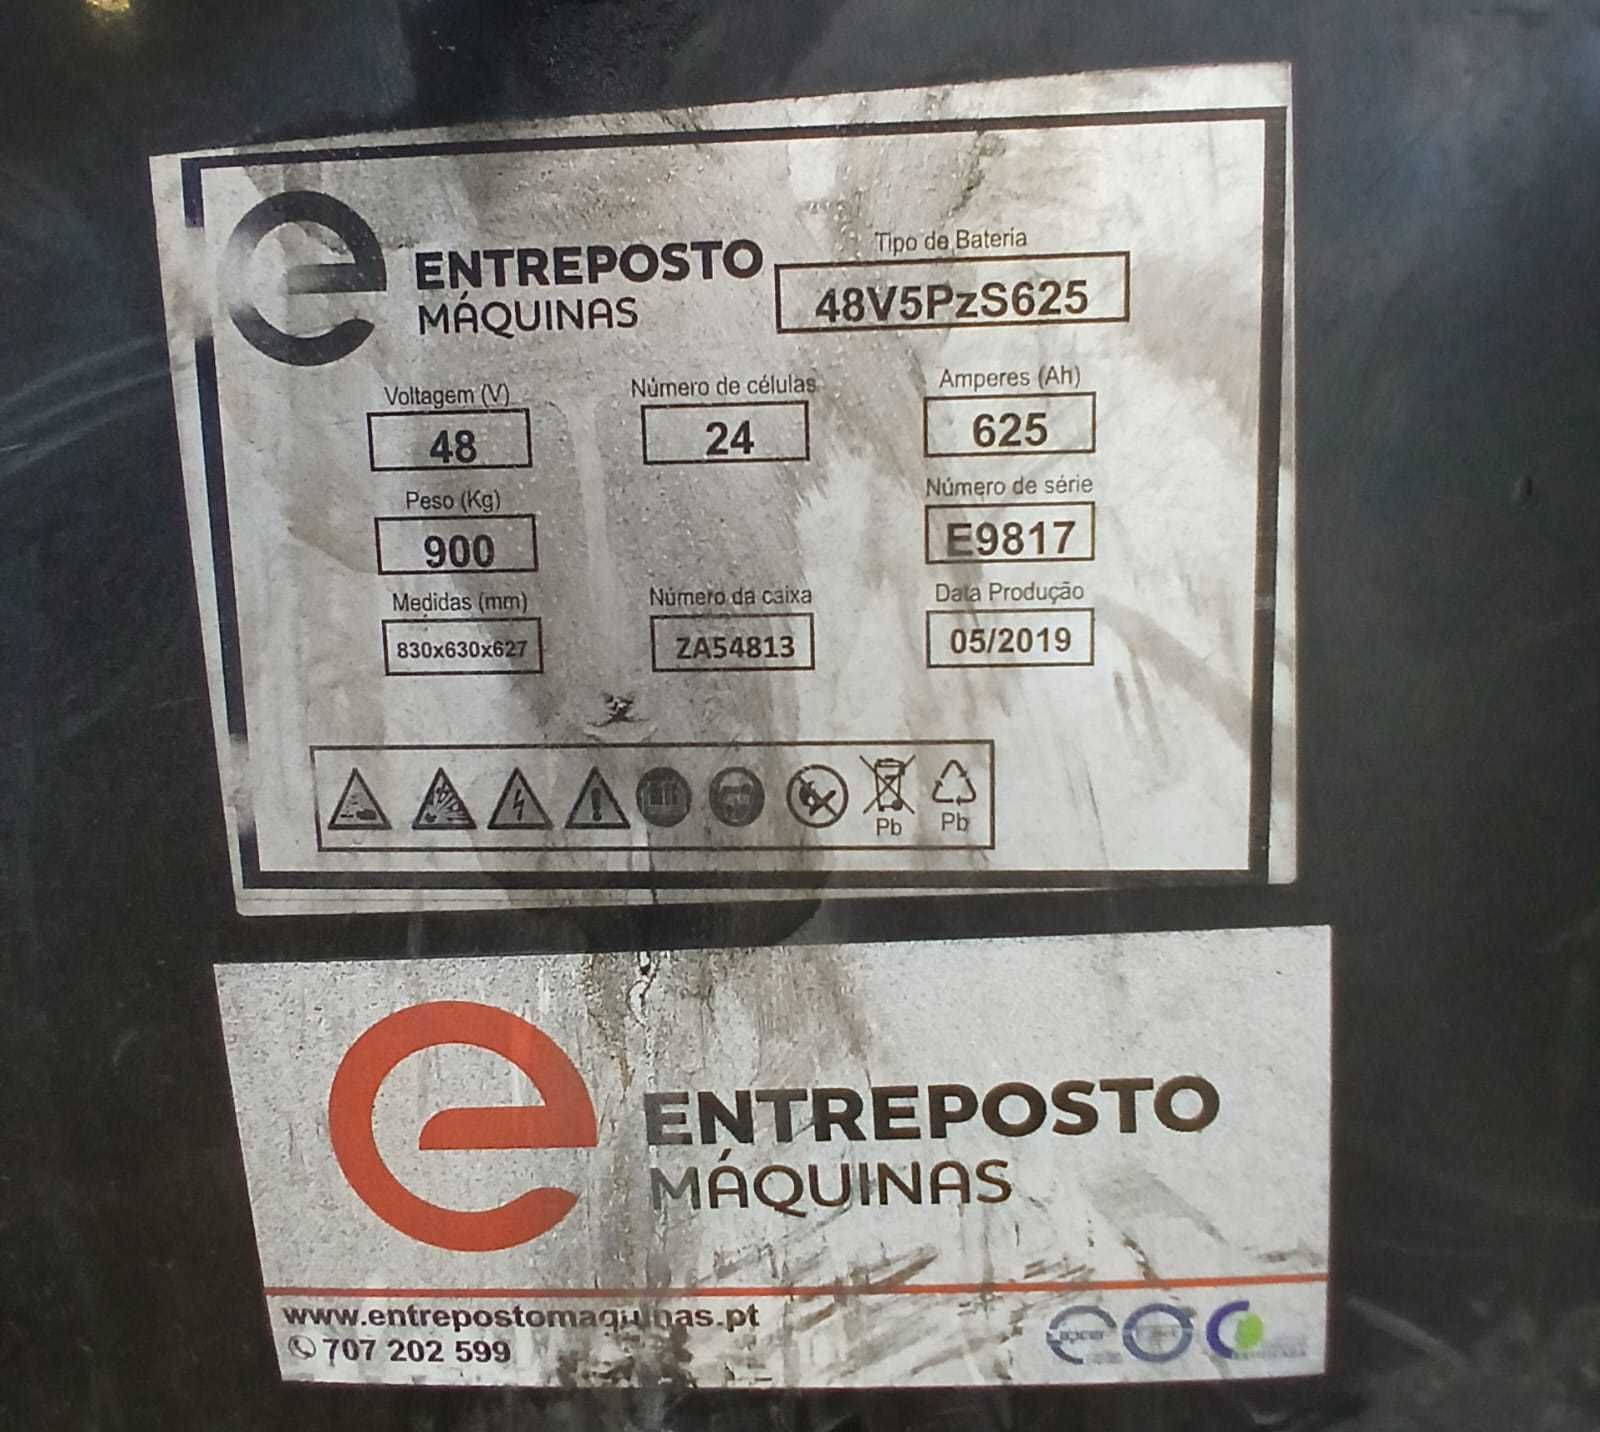 ENTREPOSTO
MÁQUINAS
Tipo de Bateria
48V5PzS625
Voltagem (V)
48
Número de células
24
Amperes (Ah)
625
Peso (Kg)
900
Número de série
E9817
Medidas (mm)
830x630x627
Número da caixa
ZA54813
Data Produção
05/2019
Pb
Pb
ENTREPOSTO
MÁQUINAS
www.entrepostomaquinas.pt
707 202 599